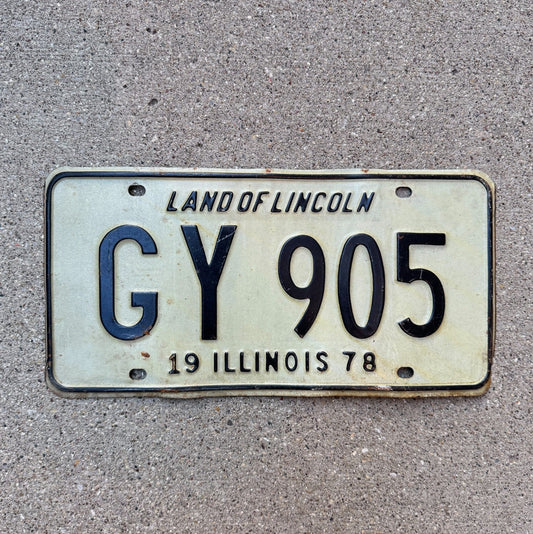 LAND OF LINCOLN
GY 905
19 ILLINOIS 78